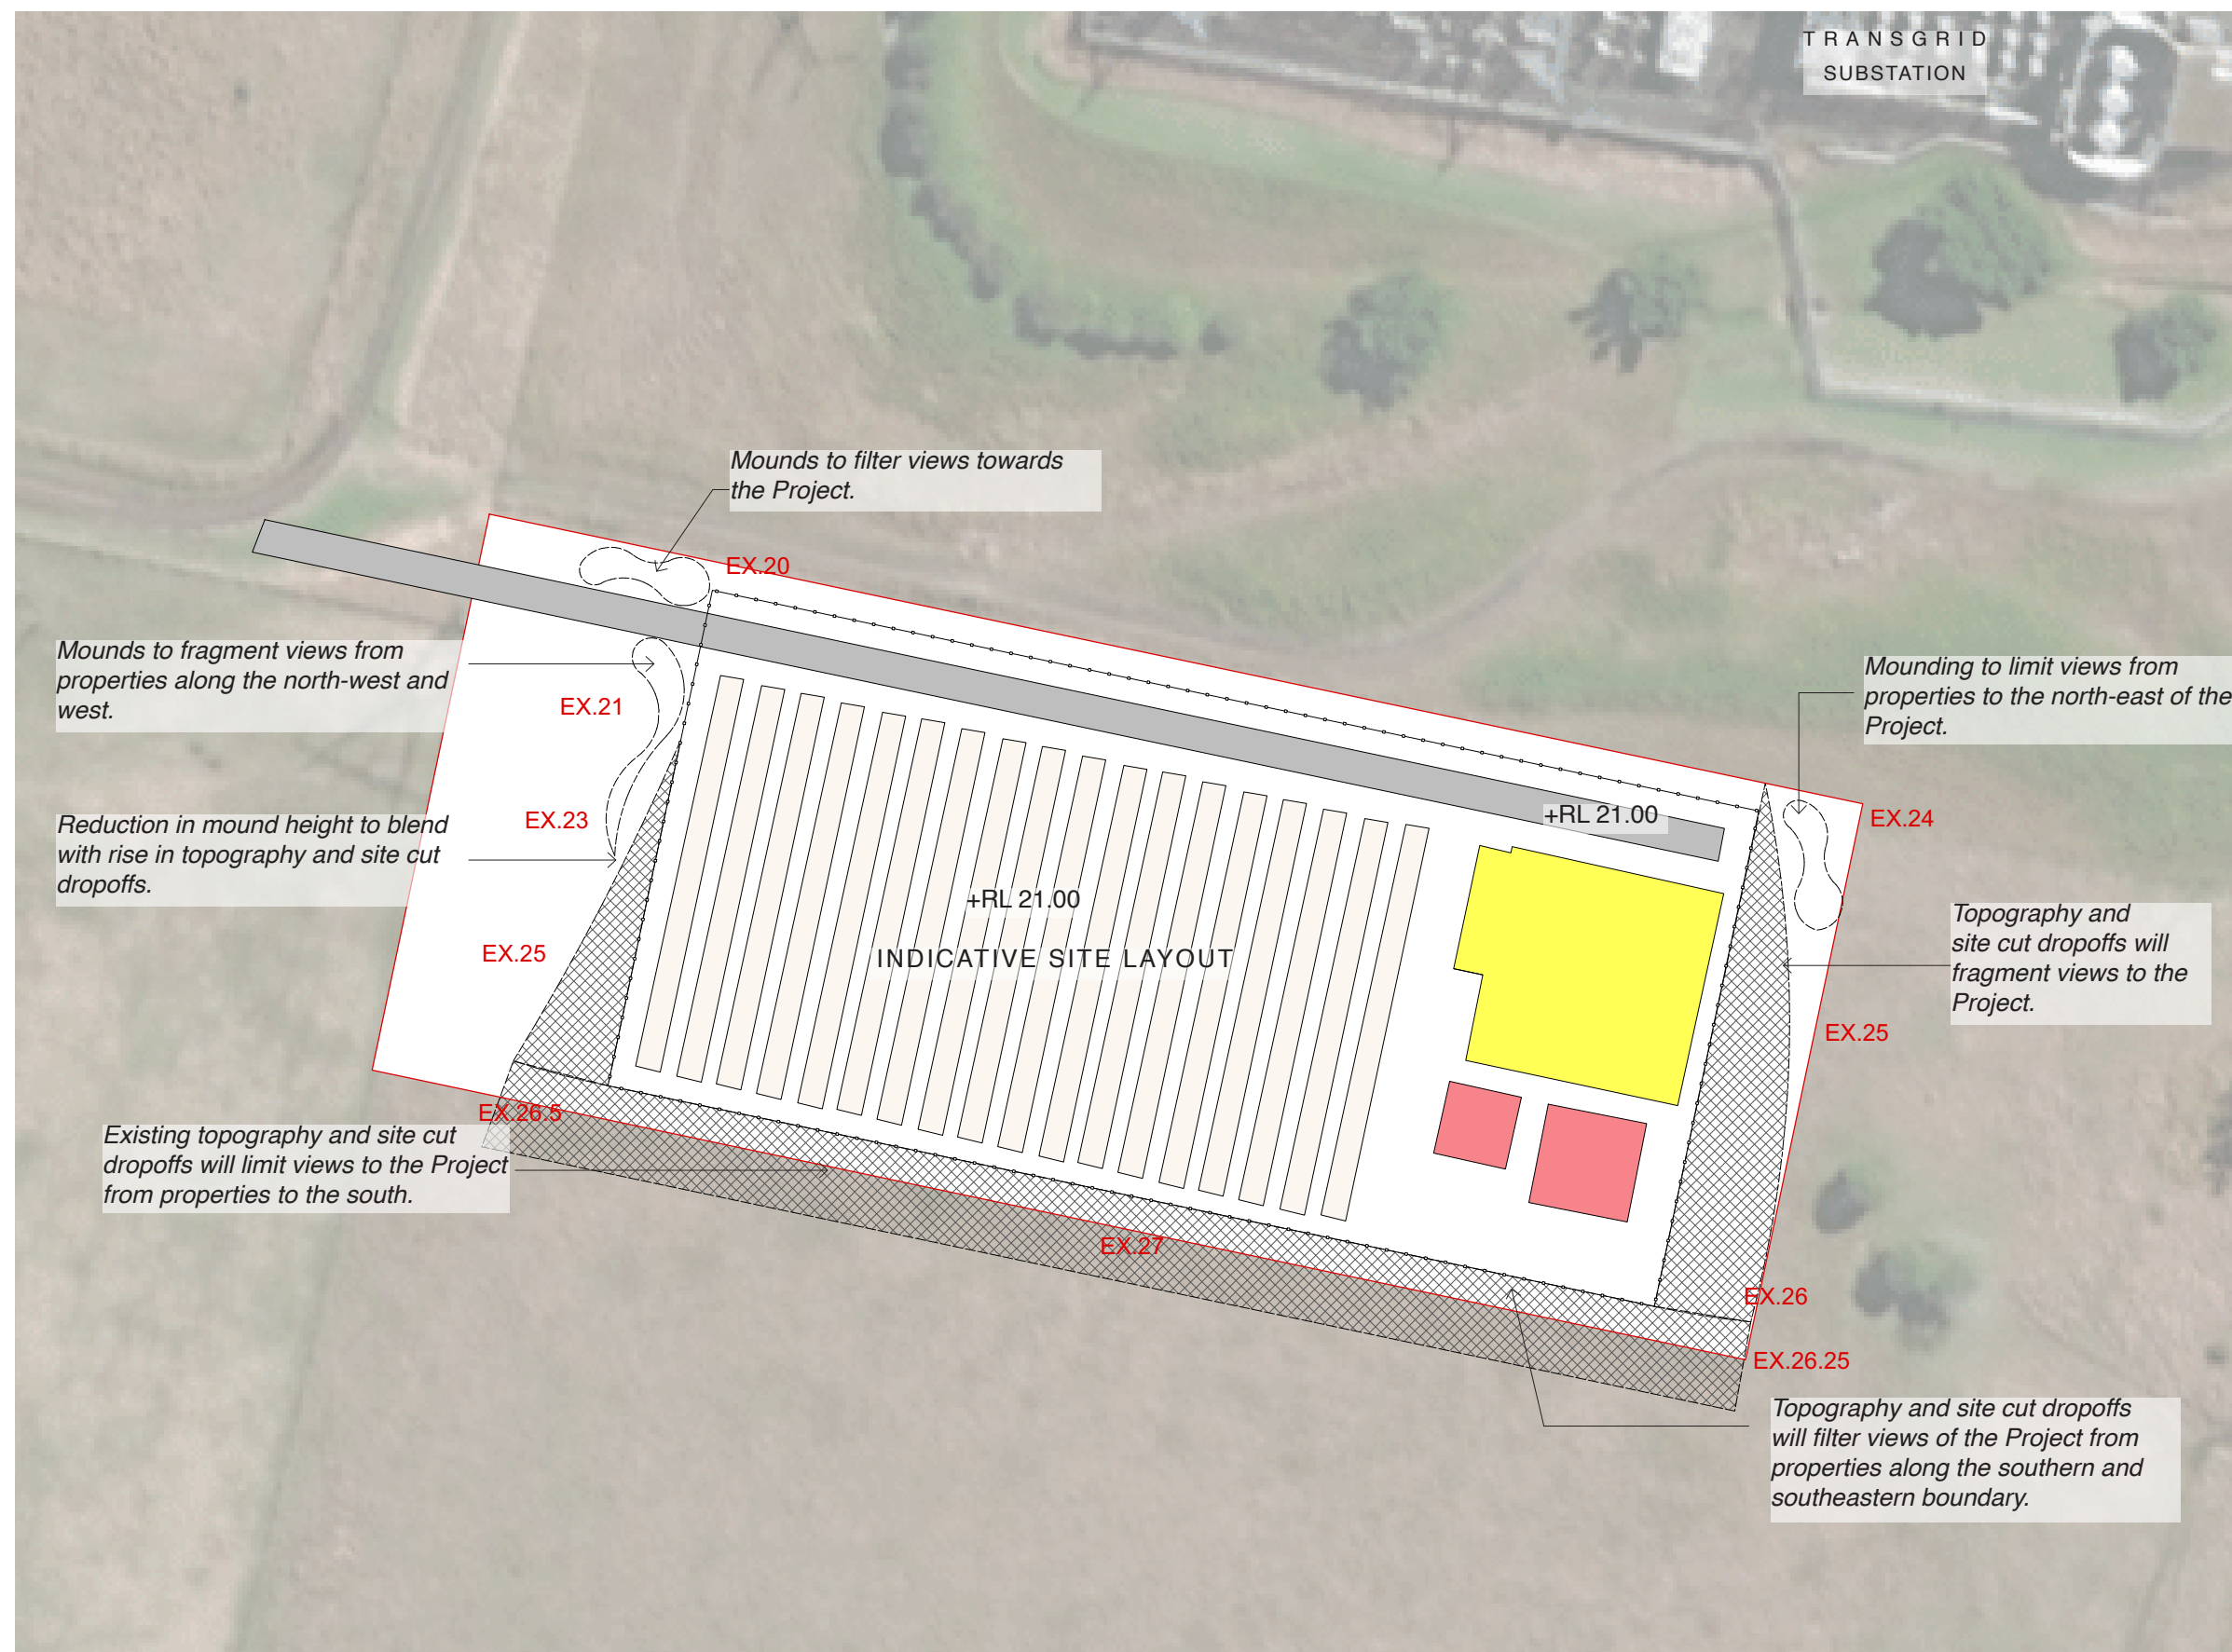 TRANSGRID
SUBSTATION
Mounds to filter views towards
the Project.
EX.20
Mounds to fragment views from
properties along the north-west and
west.
EX.21
Mounding to limit views from
properties to the north-east of the
Project.
Reduction in mound height to blend
with rise in topography and site cut
dropoffs.
EX.23
+RL 21.00
EX.24
+RL 21.00
INDICATIVE SITE LAYOUT
EX.25
Topography and
site cut dropoffs will
fragment views to the
Project.
EX.25
EX.26.5
Existing topography and site cut
dropoffs will limit views to the Project
from properties to the south.
EX.27
EX.26
EX.26.25
Topography and site cut dropoffs
will filter views of the Project from
properties along the southern and
southeastern boundary.